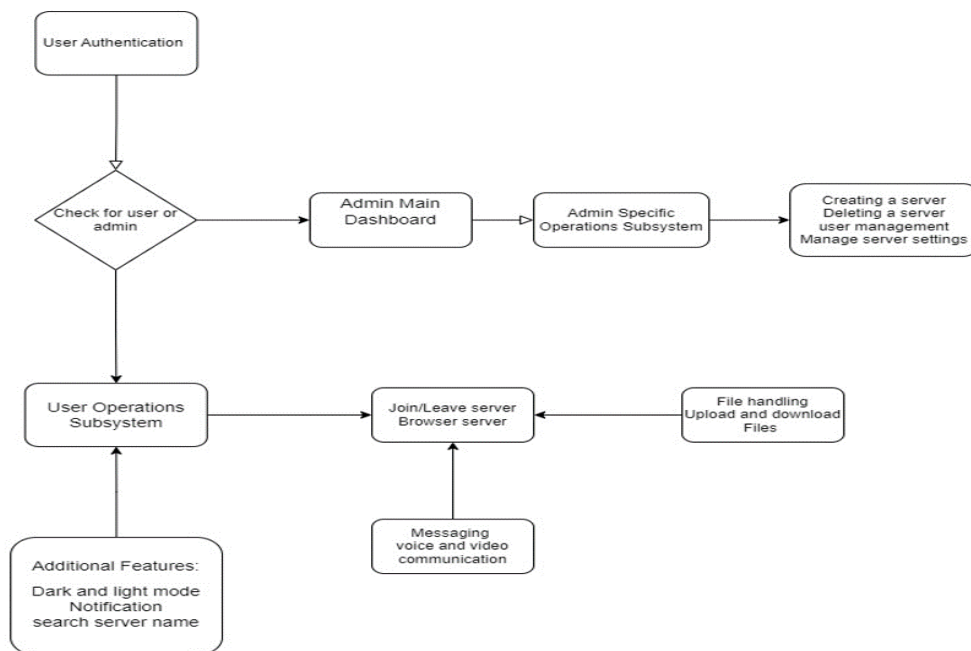 User Authentication
Check for user or
admin
Admin Main
Dashboard
Admin Specific
Operations Subsystem
Creating a server
Deleting a server
user management
Manage server settings
User Operations
Subsystem
Join/Leave server
Browser server
File handling
Upload and download
Files
Messaging
voice and video
communication
Additional Features:
Dark and light mode
Notification
search server name